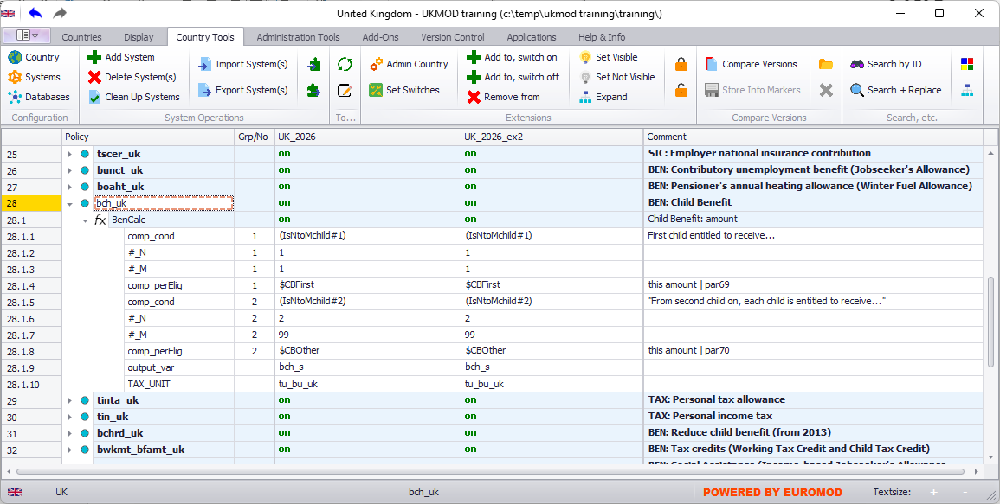 United Kingdom - UKMOD training (c:\temp\ukmod training\training\)
Countries Display Country Tools Administration Tools Add-Ons Version Control Applications Help & Info
Country Add System Import System(s) Admin Country Add to, switch on Set Visible Compare Versions Search by ID
Systems Delete System(s) Add to, switch off Set Not Visible
Databases Clean Up Systems Export System(s) Set Switches Remove from Expand Store Info Markers Search + Replace
Configuration System Operations To... Extensions Compare Versions Search, etc.
Policy Grp/No UK_2026 UK_2026_ex2 Comment
25 tscer_uk on on SIC: Employer national insurance contribution
26 bunct_uk on on BEN: Contributory unemployment benefit (Jobseeker's Allowance)
27 boaht_uk on on BEN: Pensioner's annual heating allowance (Winter Fuel Allowance)
28 bch_uk on on BEN: Child Benefit
28.1 fx BenCalc on on Child Benefit: amount
28.1.1 comp_cond 1 (IsNtoMchild#1) (IsNtoMchild#1) First child entitled to receive...
28.1.2 #_N 1 1 1
28.1.3 #_M 1 1 1
28.1.4 comp_perElig 1 $CBFirst $CBFirst this amount | par69
28.1.5 comp_cond 2 (IsNtoMchild#2) (IsNtoMchild#2) "From second child on, each child is entitled to receive..."
28.1.6 #_N 2 2 2
28.1.7 #_M 2 99 99
28.1.8 comp_perElig 2 $CBOther $CBOther this amount | par70
28.1.9 output_var bch_s bch_s
28.1.10 TAX_UNIT tu_bu_uk tu_bu_uk
29 tinta_uk on on TAX: Personal tax allowance
30 tin_uk on on TAX: Personal income tax
31 bchrd_uk on on BEN: Reduce child benefit (from 2013)
32 bwkmt_bfamt_uk on on BEN: Tax credits (Working Tax Credit and Child Tax Credit)
BEN: Social Assistance (Income-based Jobseeker's Allowance
UK bch_uk POWERED BY EUROMOD Textsize: + -